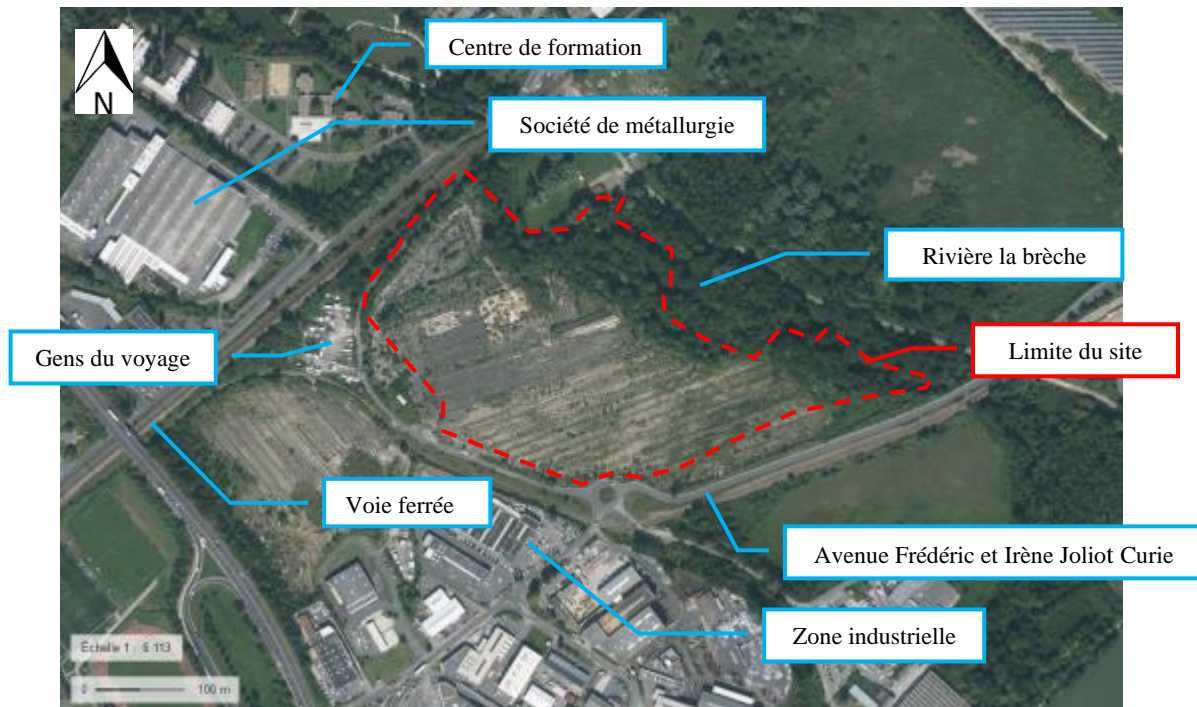 N
Centre de formation
Société de métallurgie
Rivière la brèche
Gens du voyage
Limite du site
Voie ferrée
Avenue Frédéric et Irène Joliot Curie
Zone industrielle
Echelle 1 : 6 113
0 100 m